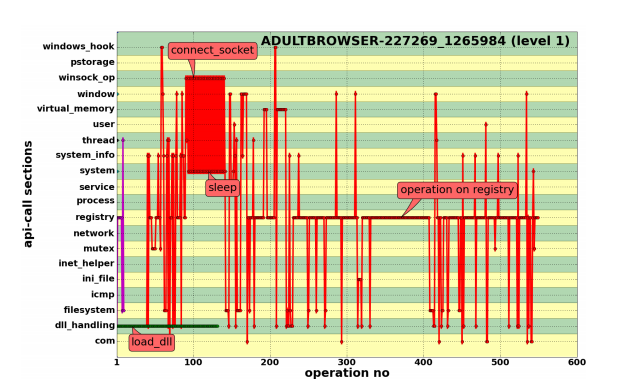 ADULTBROWSER-227269_1265984 (level 1)
api-call sections
windows_hook
pstorage
winsock_op
window
virtual_memory
user
thread
system_info
system
service
process
registry
network
mutex
inet_helper
ini_file
icmp
filesystem
dll_handling
com
connect_socket
sleep
operation on registry
load_dll
1 100 200 300 400 500 600
operation no